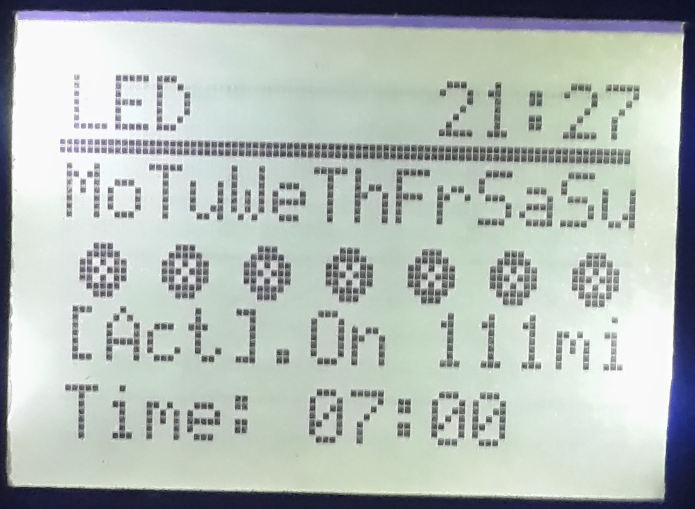 LED 21:27
MoTuWeThFrSaSu
[Act].On 111mi
Time: 07:00